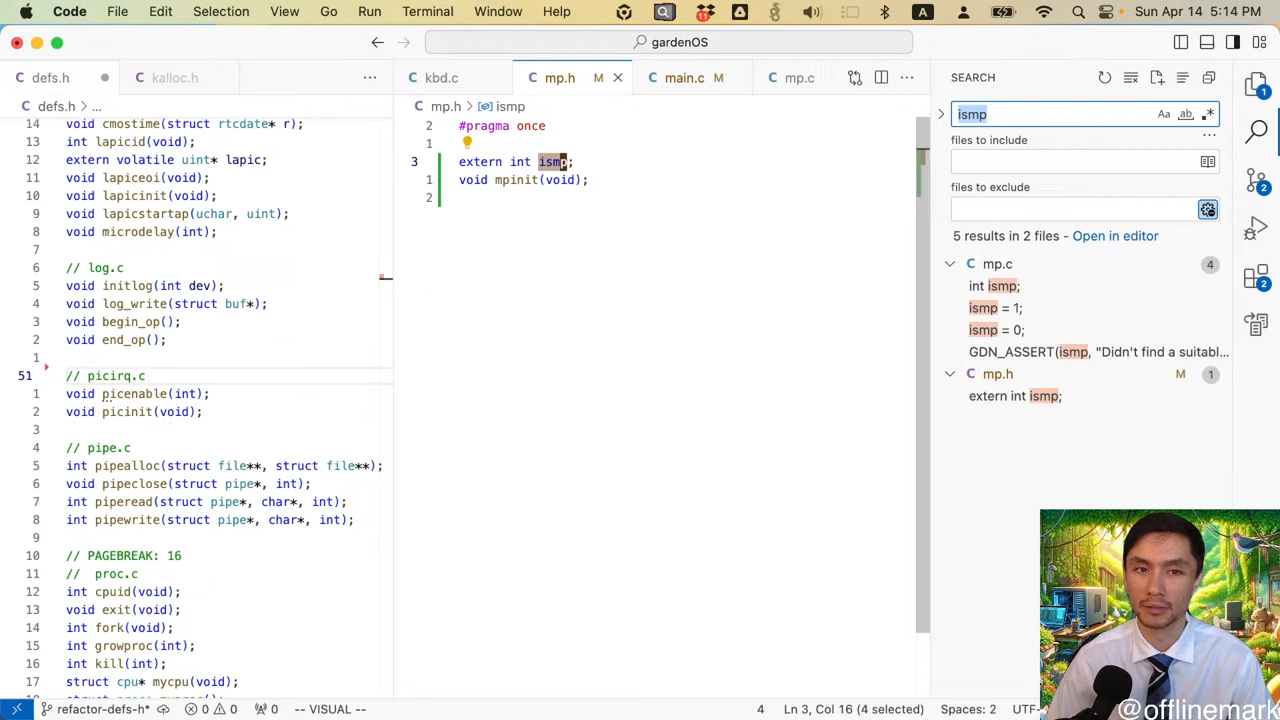 Code File Edit Selection View Go Run Terminal Window Help A Sun Apr 14 5:14 PM
gardenOS
C defs.h C kalloc.h ··· C kbd.c C mp.h M C main.c M C mp.c ··· SEARCH
C defs.h > ... C mp.h > ismp
14 void cmostime(struct rtcdate* r);
13 int lapicid(void);
12 extern volatile uint* lapic;
11 void lapiceoi(void);
10 void lapicinit(void);
9 void lapicstartap(uchar, uint);
8 void microdelay(int);
7
6 // log.c
5 void initlog(int dev);
4 void log_write(struct buf*);
3 void begin_op();
2 void end_op();
1
51 // picirq.c
1 void picenable(int);
2 void picinit(void);
3
4 // pipe.c
5 int pipealloc(struct file**, struct file**);
6 void pipeclose(struct pipe*, int);
7 int piperead(struct pipe*, char*, int);
8 int pipewrite(struct pipe*, char*, int);
9
10 // PAGEBREAK: 16
11 //  proc.c
12 int cpuid(void);
13 void exit(void);
14 int fork(void);
15 int growproc(int);
16 int kill(int);
17 struct cpu* mycpu(void);
2 #pragma once
1
3 extern int ismp;
1 void mpinit(void);
2
ismp Aa ab .*
files to include
files to exclude
5 results in 2 files - Open in editor
C mp.c 4
int ismp;
ismp = 1;
ismp = 0;
GDN_ASSERT(ismp, "Didn't find a suitabl...
C mp.h M 1
extern int ismp;
1
2
2
@offlinemark
refactor-defs-h* 0 0 0 -- VISUAL -- 4 Ln 3, Col 16 (4 selected) Spaces: 2 UTF-